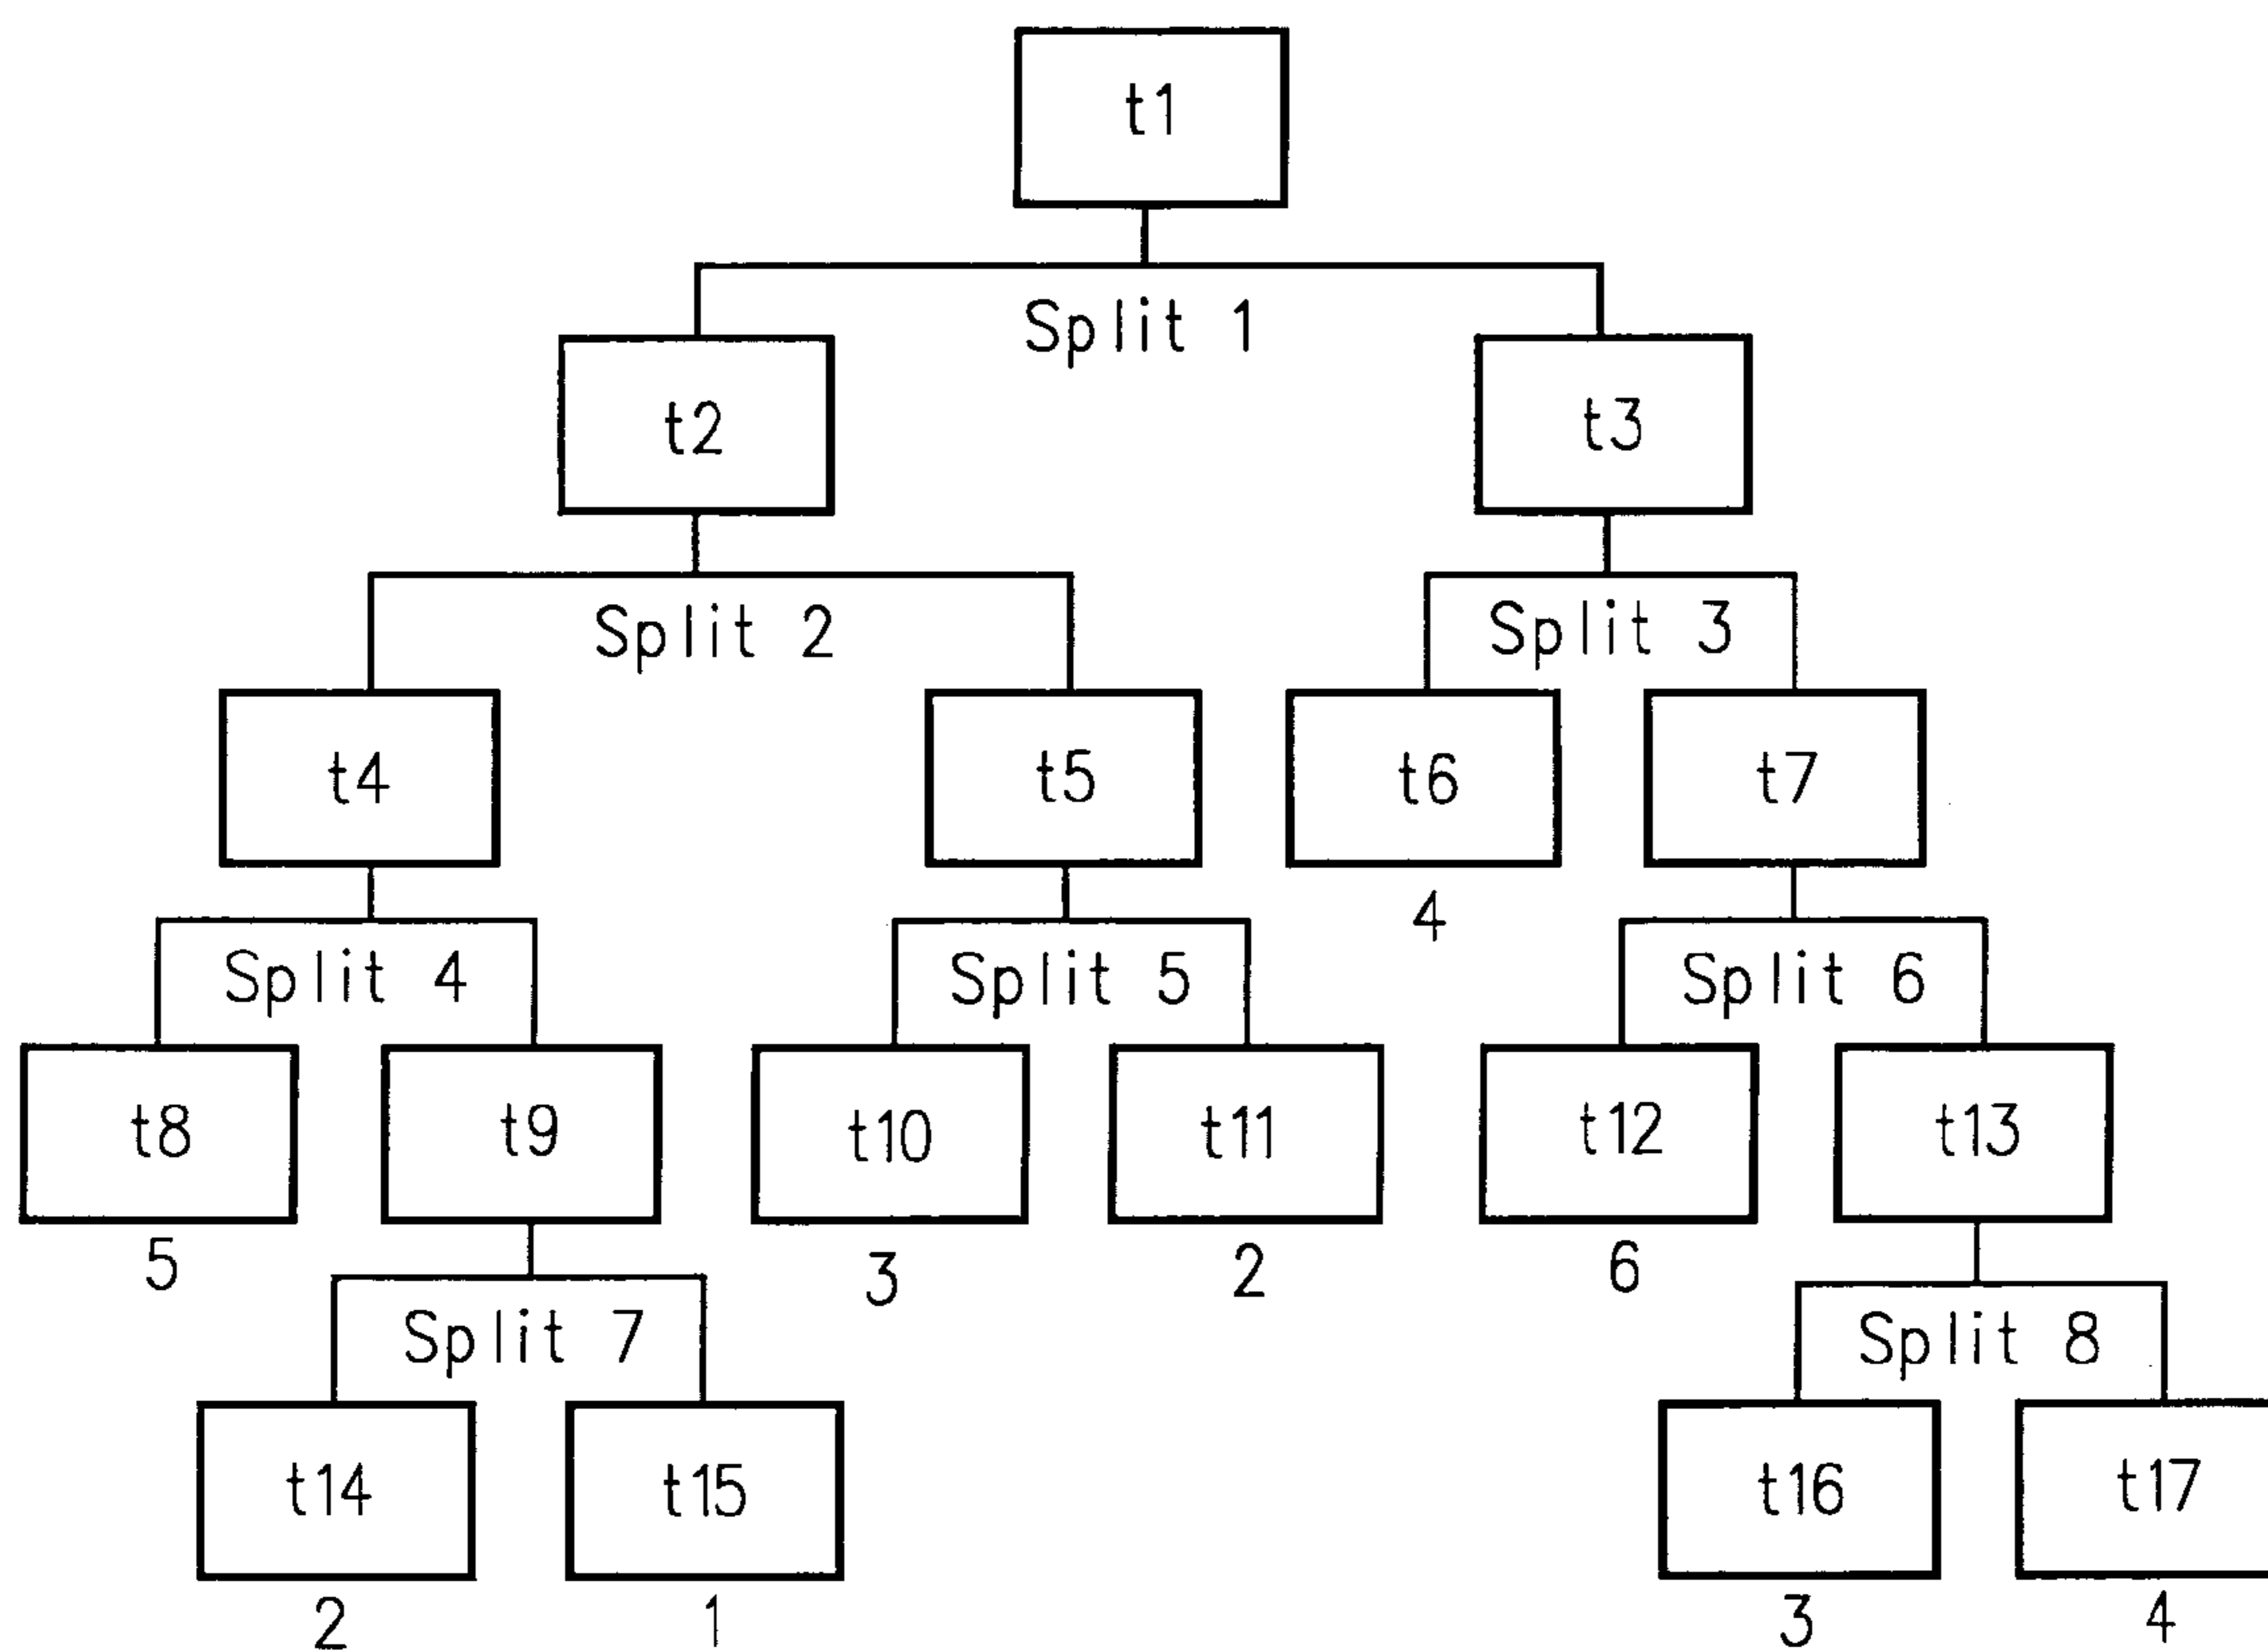 t1
Split 1
t2
t3
Split 2
Split 3
t4
t5
t6
t7
4
Split 4
Split 5
Split 6
t8
t9
t10
t11
t12
t13
5
3
2
6
Split 7
Split 8
t14
t15
t16
t17
2
1
3
4